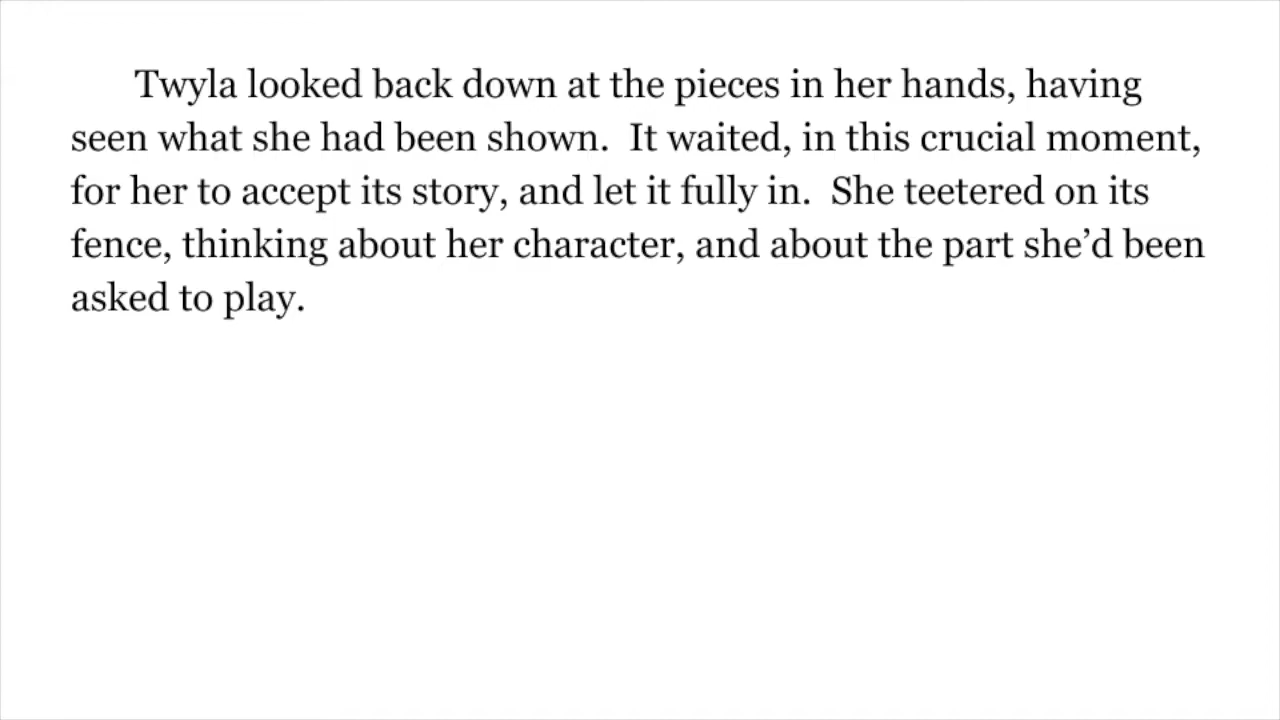 Twyla looked back down at the pieces in her hands, having
seen what she had been shown.  It waited, in this crucial moment,
for her to accept its story, and let it fully in.  She teetered on its
fence, thinking about her character, and about the part she’d been
asked to play.